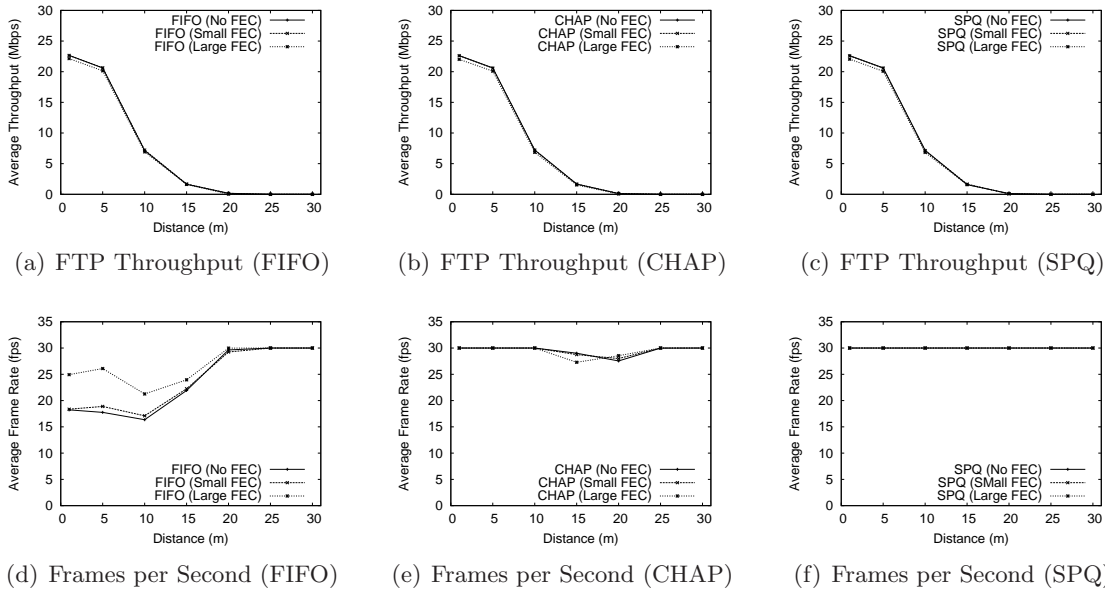 Average Throughput (Mbps)
30
25
20
15
10
5
0
0 5 10 15 20 25 30
Distance (m)
FIFO (No FEC)
FIFO (Small FEC)
FIFO (Large FEC)
(a) FTP Throughput (FIFO)
Average Throughput (Mbps)
30
25
20
15
10
5
0
0 5 10 15 20 25 30
Distance (m)
CHAP (No FEC)
CHAP (Small FEC)
CHAP (Large FEC)
(b) FTP Throughput (CHAP)
Average Throughput (Mbps)
30
25
20
15
10
5
0
0 5 10 15 20 25 30
Distance (m)
SPQ (No FEC)
SPQ (Small FEC)
SPQ (Large FEC)
(c) FTP Throughput (SPQ)
Average Frame Rate (fps)
35
30
25
20
15
10
5
0
0 5 10 15 20 25 30
Distance (m)
FIFO (No FEC)
FIFO (Small FEC)
FIFO (Large FEC)
(d) Frames per Second (FIFO)
Average Frame Rate (fps)
35
30
25
20
15
10
5
0
0 5 10 15 20 25 30
Distance (m)
CHAP (No FEC)
CHAP (Small FEC)
CHAP (Large FEC)
(e) Frames per Second (CHAP)
Average Frame Rate (fps)
35
30
25
20
15
10
5
0
0 5 10 15 20 25 30
Distance (m)
SPQ (No FEC)
SPQ (SMall FEC)
SPQ (Large FEC)
(f) Frames per Second (SPQ)